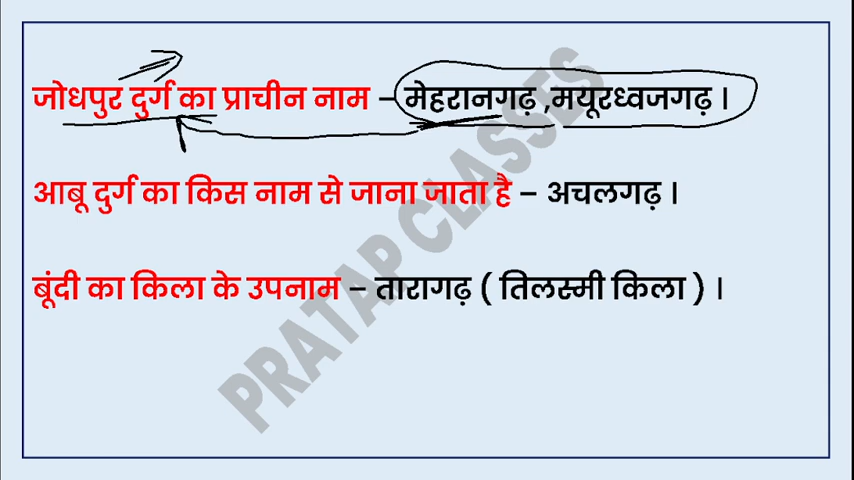 जोधपुर दुर्ग का प्राचीन नाम – मेहरानगढ़ ,मयूरध्वजगढ़ ।
आबू दुर्ग का किस नाम से जाना जाता है – अचलगढ़ ।
बूंदी का किला के उपनाम – तारागढ़ ( तिलस्मी किला ) ।
PRATAP CLASSES